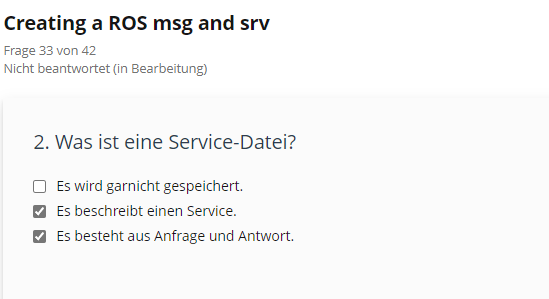 Creating a ROS msg and srv
Frage 33 von 42
Nicht beantwortet (in Bearbeitung)
2. Was ist eine Service-Datei?
Es wird garnicht gespeichert.
Es beschreibt einen Service.
Es besteht aus Anfrage und Antwort.